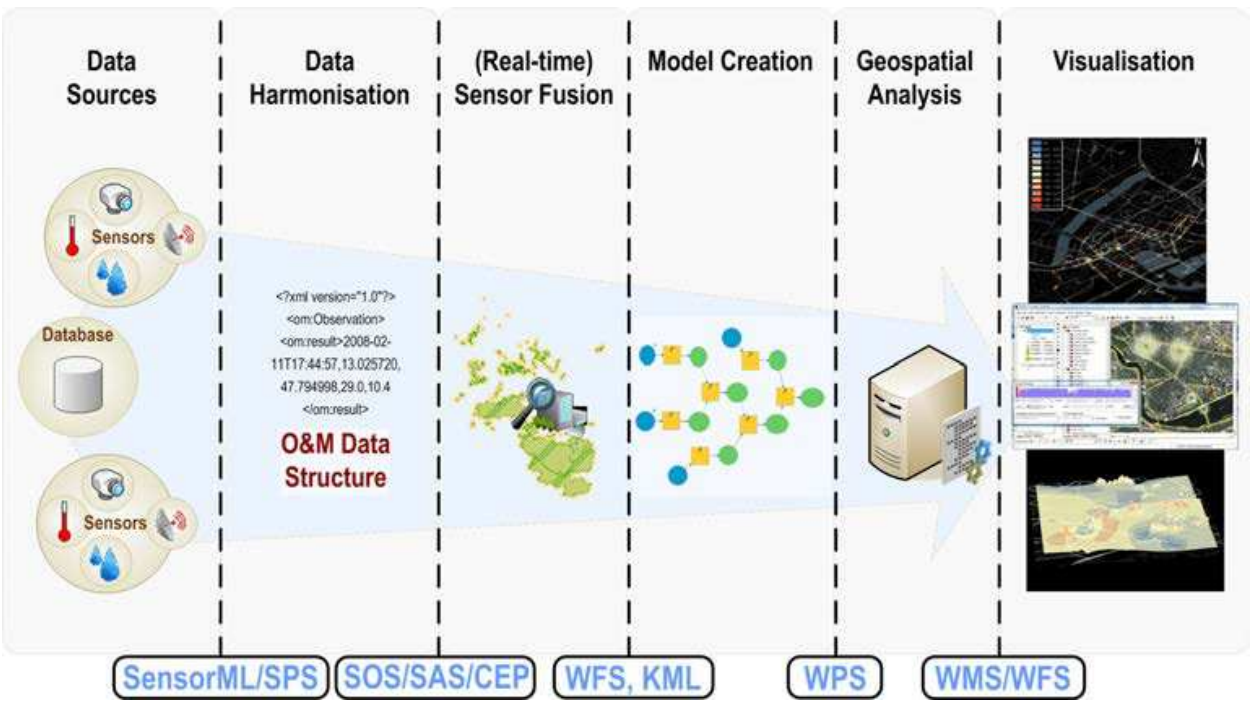 Data
Sources
Data
Harmonisation
(Real-time)
Sensor Fusion
Model Creation
Geospatial
Analysis
Visualisation
Sensors
Database
Sensors
<?xml version="1.0"?>
<om:Observation>
<om:result>2008-02-
11T17:44:57,13.025720,
47.794998,29.0,10.4
</om:result>
O&M Data
Structure
N
SensorML/SPS
SOS/SAS/CEP
WFS, KML
WPS
WMS/WFS